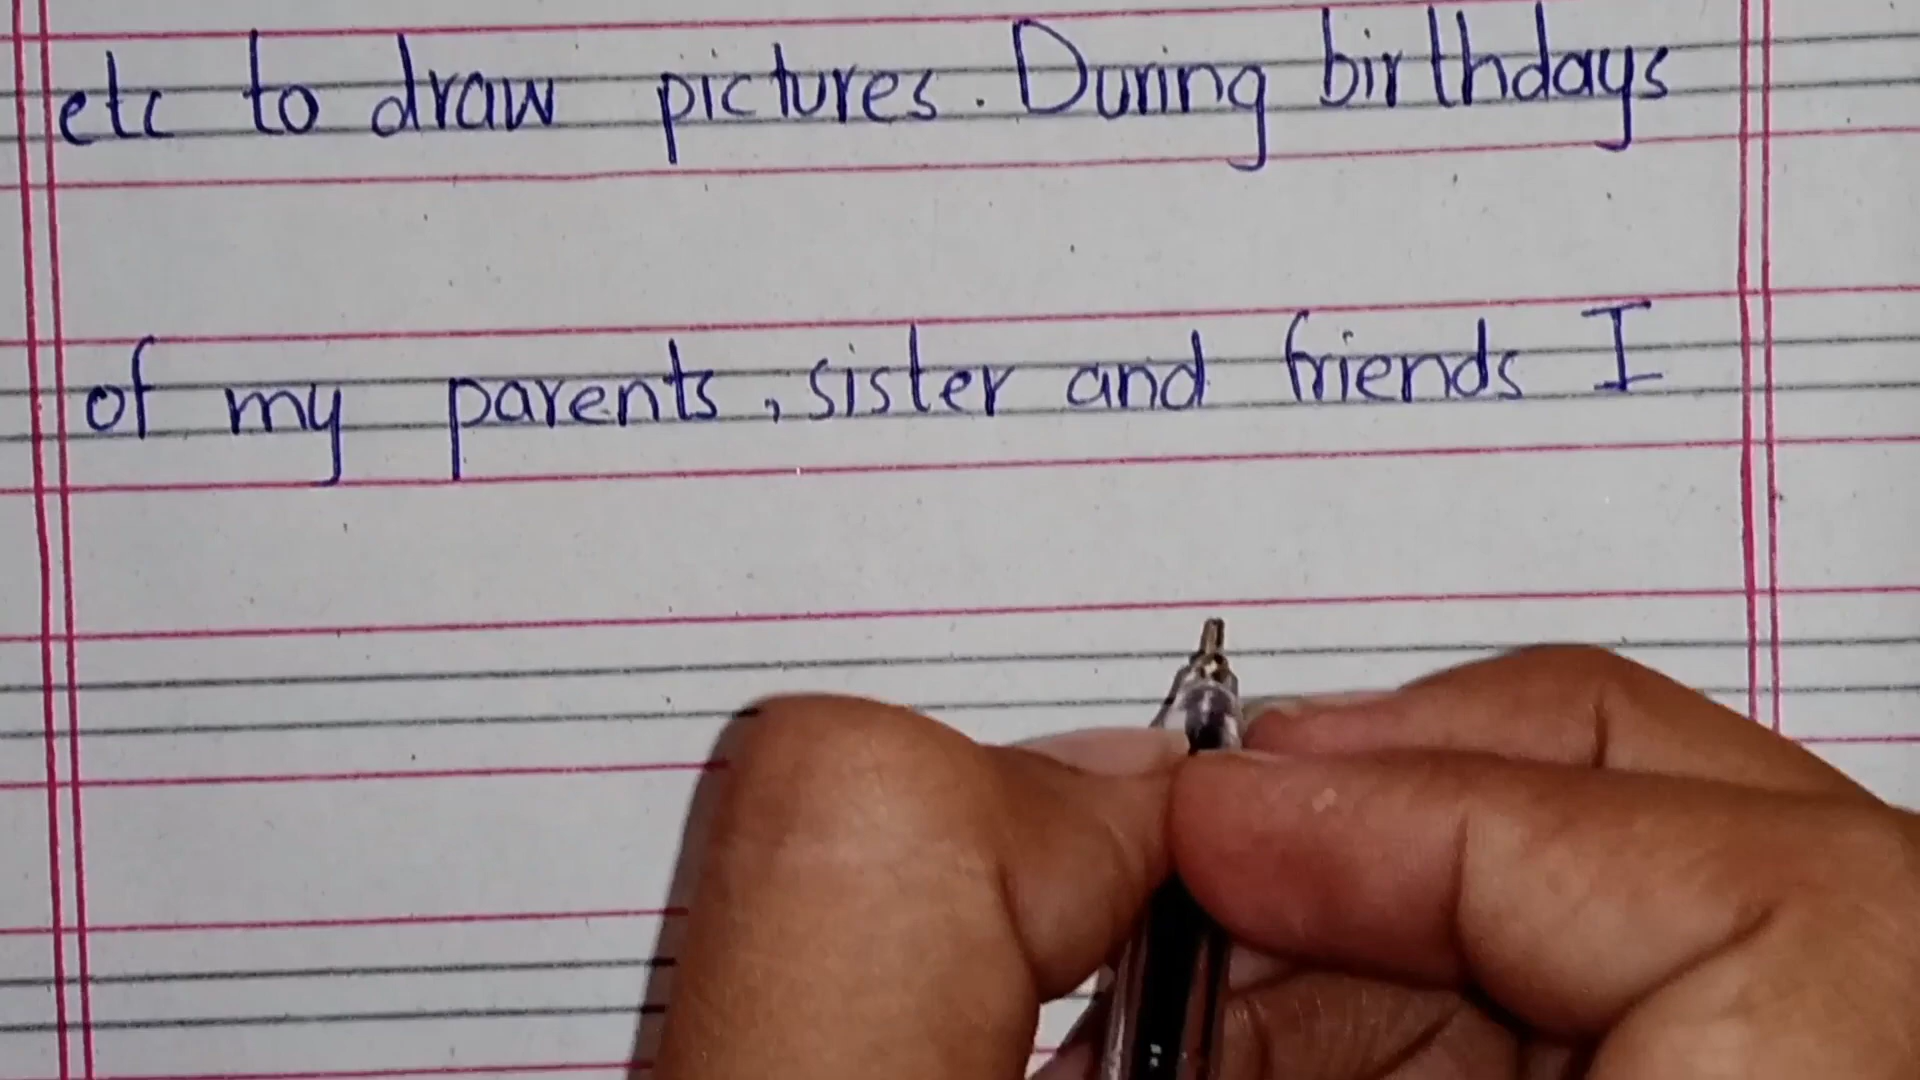 etc to draw pictures. During birthdays
of my parents, sister and friends I